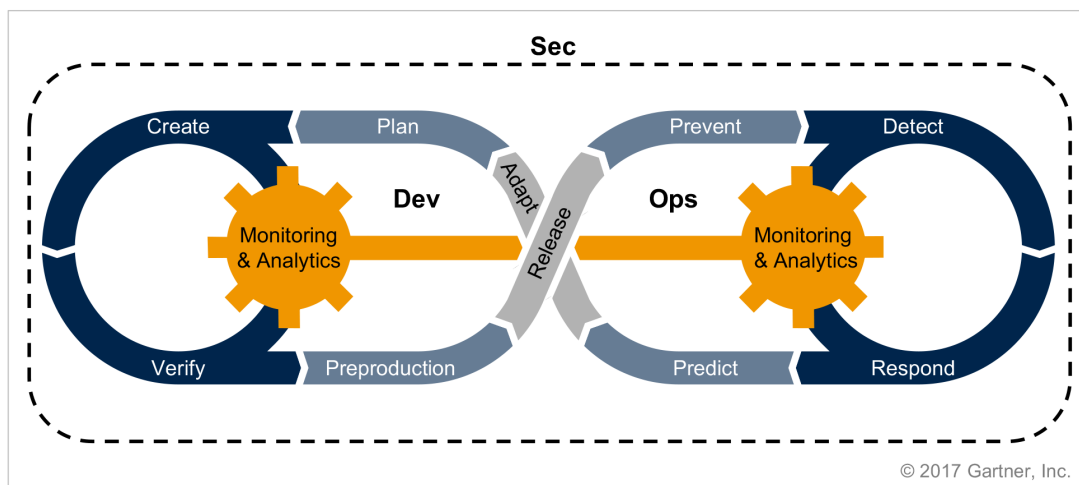 Sec
Create
Plan
Prevent
Detect
Adapt
Dev
Ops
Release
Monitoring
& Analytics
Monitoring
& Analytics
Verify
Preproduction
Predict
Respond
© 2017 Gartner, Inc.